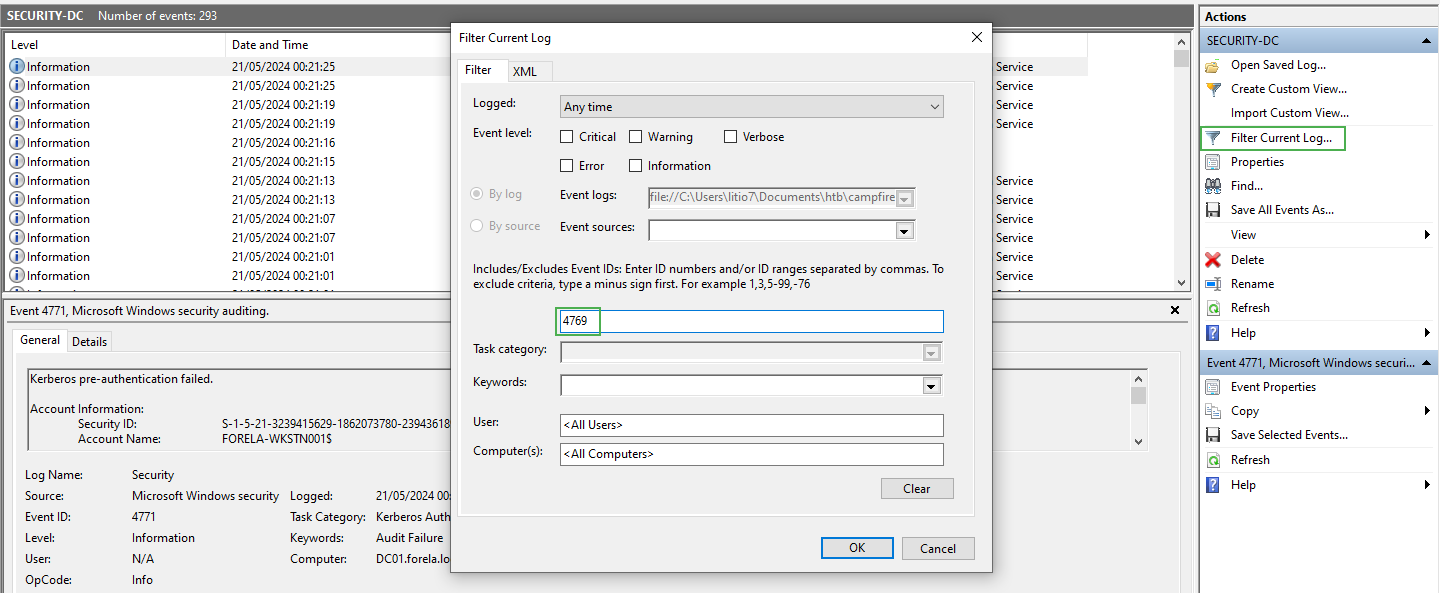 SECURITY-DC Number of events: 293
Level Date and Time
Information 21/05/2024 00:21:25 Service
Information 21/05/2024 00:21:25 Service
Information 21/05/2024 00:21:19 Service
Information 21/05/2024 00:21:19 Service
Information 21/05/2024 00:21:16
Information 21/05/2024 00:21:15
Information 21/05/2024 00:21:13 Service
Information 21/05/2024 00:21:13 Service
Information 21/05/2024 00:21:07 Service
Information 21/05/2024 00:21:07 Service
Information 21/05/2024 00:21:01 Service
Information 21/05/2024 00:21:01 Service
Event 4771, Microsoft Windows security auditing.
General Details
Kerberos pre-authentication failed.
Account Information:
Security ID: S-1-5-21-3239415629-1862073780-23943618
Account Name: FORELA-WKSTN001$
Log Name: Security
Source: Microsoft Windows security Logged: 21/05/2024 00:
Event ID: 4771 Task Category: Kerberos Auth
Level: Information Keywords: Audit Failure
User: N/A Computer: DC01.forela.lo
OpCode: Info
Filter Current Log
Filter XML
Logged: Any time
Event level: Critical Warning Verbose
Error Information
By log Event logs: file://C:\Users\litio7\Documents\htb\campfire
By source Event sources:
Includes/Excludes Event IDs: Enter ID numbers and/or ID ranges separated by commas. To
exclude criteria, type a minus sign first. For example 1,3,5-99,-76
4769
Task category:
Keywords:
User: <All Users>
Computer(s): <All Computers>
Clear
OK Cancel
Actions
SECURITY-DC
Open Saved Log...
Create Custom View...
Import Custom View...
Filter Current Log...
Properties
Find...
Save All Events As...
View
Delete
Rename
Refresh
Help
Event 4771, Microsoft Windows securi...
Event Properties
Copy
Save Selected Events...
Refresh
Help